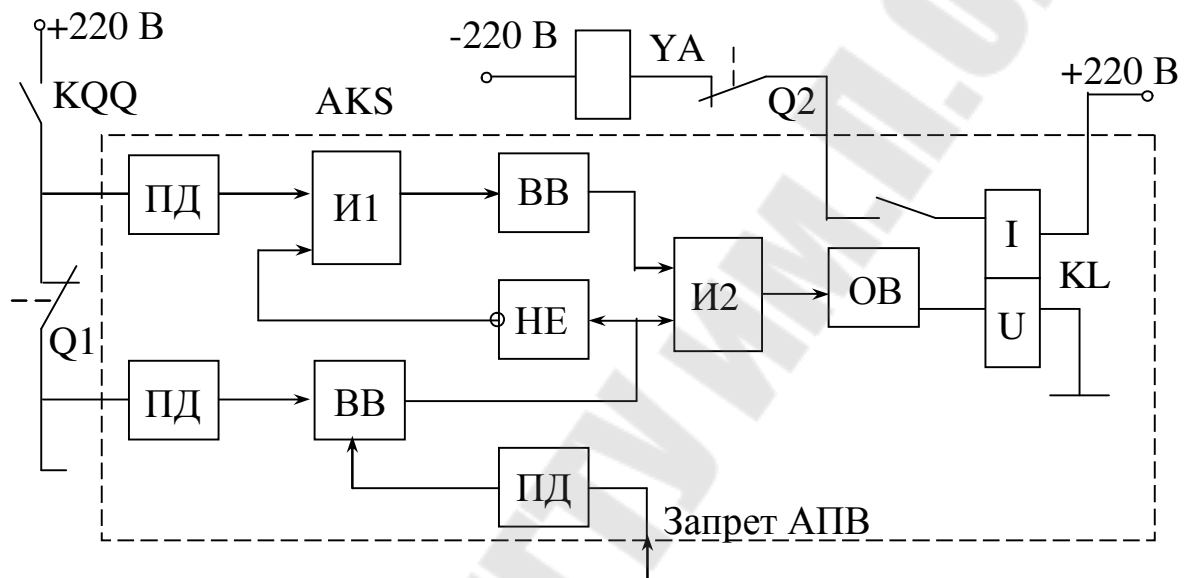 +220 В
-220 В
YA
+220 В
KQQ
AKS
Q2
ПД
И1
ВВ
I
KL
НЕ
И2
ОВ
U
Q1
ПД
ВВ
ПД
Запрет АПВ